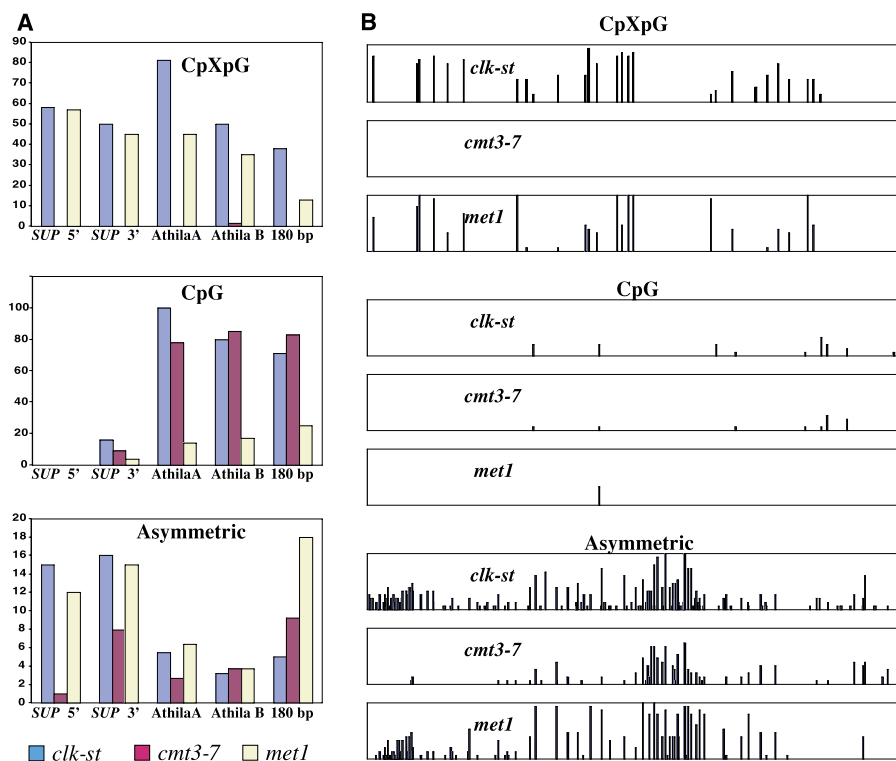 A
CpXpG
90
80
70
60
50
40
30
20
10
0
SUP 5’ SUP 3’ AthilaA Athila B 180 bp
CpG
100
80
60
40
20
0
SUP 5’ SUP 3’ AthilaA Athila B 180 bp
Asymmetric
20
18
16
14
12
10
8
6
4
2
0
SUP 5’ SUP 3’ AthilaA Athila B 180 bp
clk-st cmt3-7 met1
B
CpXpG
clk-st
cmt3-7
met1
CpG
clk-st
cmt3-7
met1
Asymmetric
clk-st
cmt3-7
met1